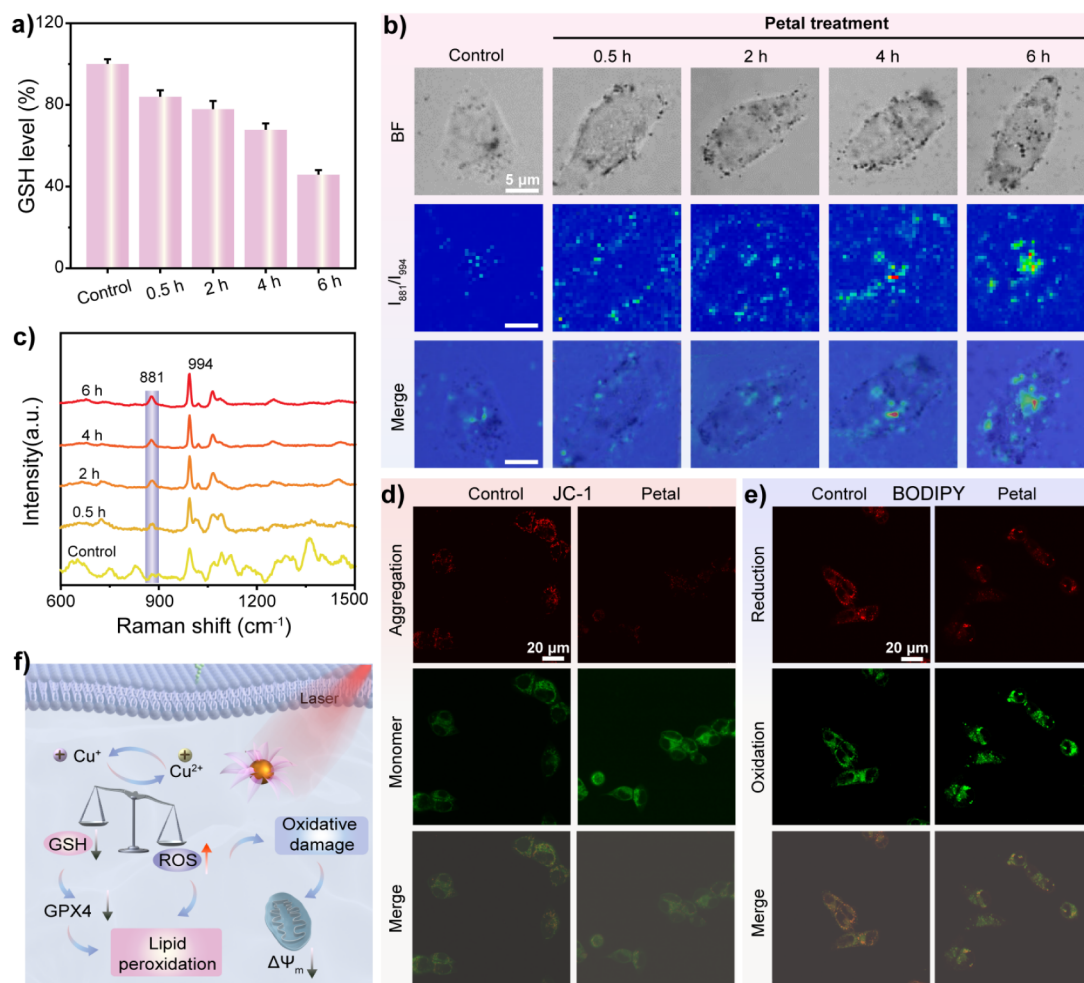 a)
GSH level (%)
120
80
40
0
Control
0.5 h
2 h
4 h
6 h
b)
Petal treatment
Control
0.5 h
2 h
4 h
6 h
BF
5 μm
I₈₈₁/I₉₉₄
Merge
c)
Intensity(a.u.)
881
994
6 h
4 h
2 h
0.5 h
Control
600
900
1200
1500
Raman shift (cm⁻¹)
d)
Control
JC-1
Petal
Aggregation
20 μm
Monomer
Merge
e)
Control
BODIPY
Petal
Reduction
20 μm
Oxidation
Merge
f)
Laser
Cu⁺
Cu²⁺
GSH
ROS
Oxidative
damage
GPX4
Lipid
peroxidation
ΔΨm